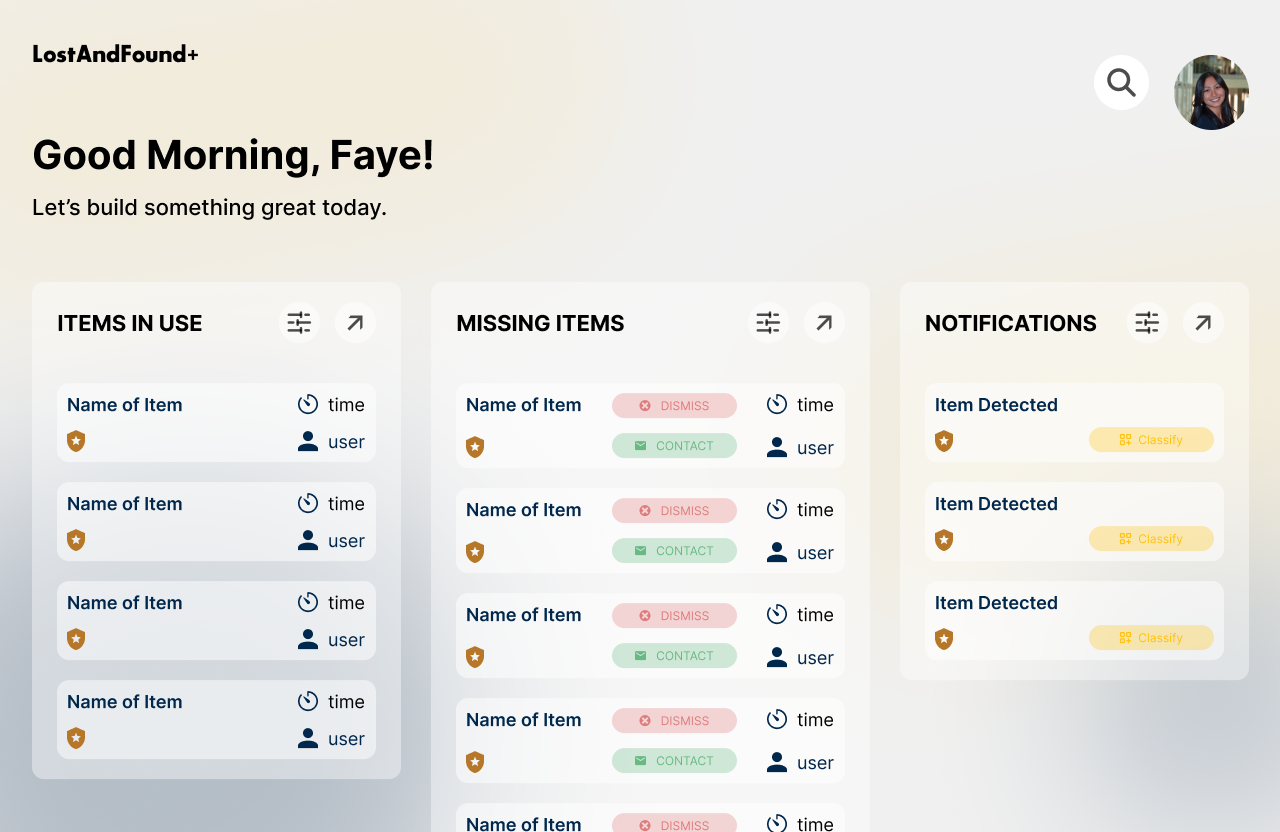 LostAndFound+
Good Morning, Faye!
Let's build something great today.
ITEMS IN USE
Name of Item
time
user
Name of Item
time
user
Name of Item
time
user
Name of Item
time
user
MISSING ITEMS
Name of Item
DISMISS
time
CONTACT
user
Name of Item
DISMISS
time
CONTACT
user
Name of Item
DISMISS
time
CONTACT
user
Name of Item
DISMISS
time
CONTACT
user
Name of Item
DISMISS
time
NOTIFICATIONS
Item Detected
Classify
Item Detected
Classify
Item Detected
Classify